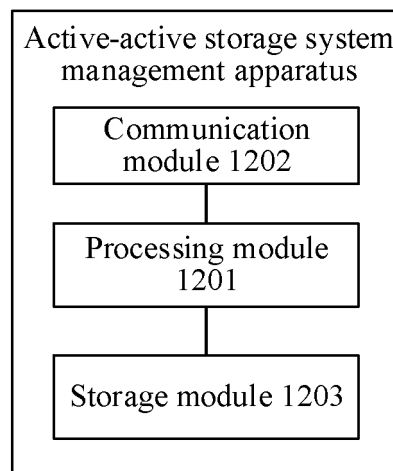 Active-active storage system
management apparatus
Communication
module 1202
Processing module
1201
Storage module 1203